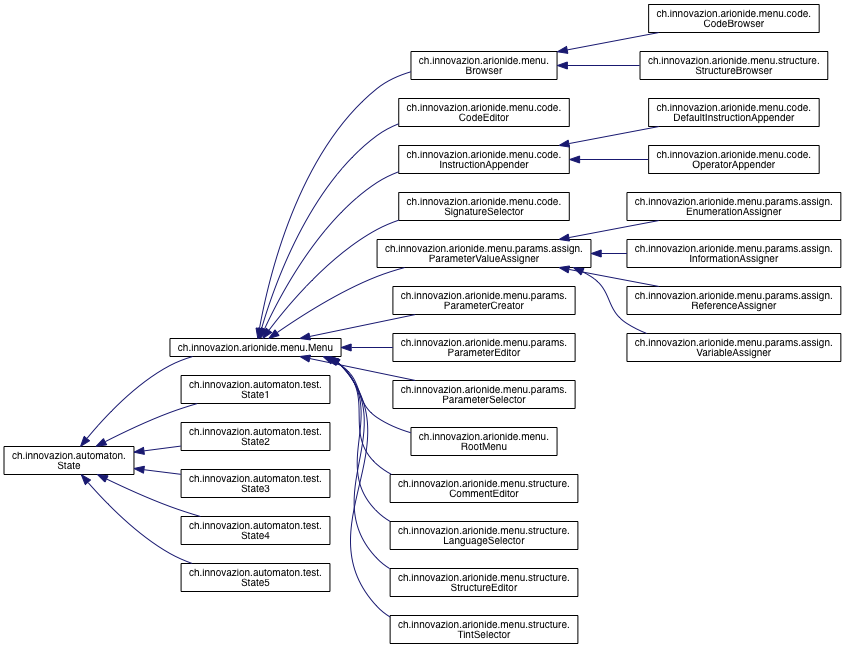 ch.innovazion.arionide.menu.code.
CodeBrowser
ch.innovazion.arionide.menu.
Browser
ch.innovazion.arionide.menu.structure.
StructureBrowser
ch.innovazion.arionide.menu.code.
CodeEditor
ch.innovazion.arionide.menu.code.
DefaultInstructionAppender
ch.innovazion.arionide.menu.code.
InstructionAppender
ch.innovazion.arionide.menu.code.
OperatorAppender
ch.innovazion.arionide.menu.code.
SignatureSelector
ch.innovazion.arionide.menu.params.assign.
EnumerationAssigner
ch.innovazion.arionide.menu.params.assign.
ParameterValueAssigner
ch.innovazion.arionide.menu.params.assign.
InformationAssigner
ch.innovazion.arionide.menu.params.
ParameterCreator
ch.innovazion.arionide.menu.params.assign.
ReferenceAssigner
ch.innovazion.arionide.menu.Menu
ch.innovazion.arionide.menu.params.
ParameterEditor
ch.innovazion.arionide.menu.params.assign.
VariableAssigner
ch.innovazion.automaton.test.
State1
ch.innovazion.arionide.menu.params.
ParameterSelector
ch.innovazion.automaton.test.
State2
ch.innovazion.arionide.menu.
RootMenu
ch.innovazion.automaton.
State
ch.innovazion.automaton.test.
State3
ch.innovazion.arionide.menu.structure.
CommentEditor
ch.innovazion.automaton.test.
State4
ch.innovazion.arionide.menu.structure.
LanguageSelector
ch.innovazion.automaton.test.
State5
ch.innovazion.arionide.menu.structure.
StructureEditor
ch.innovazion.arionide.menu.structure.
TintSelector